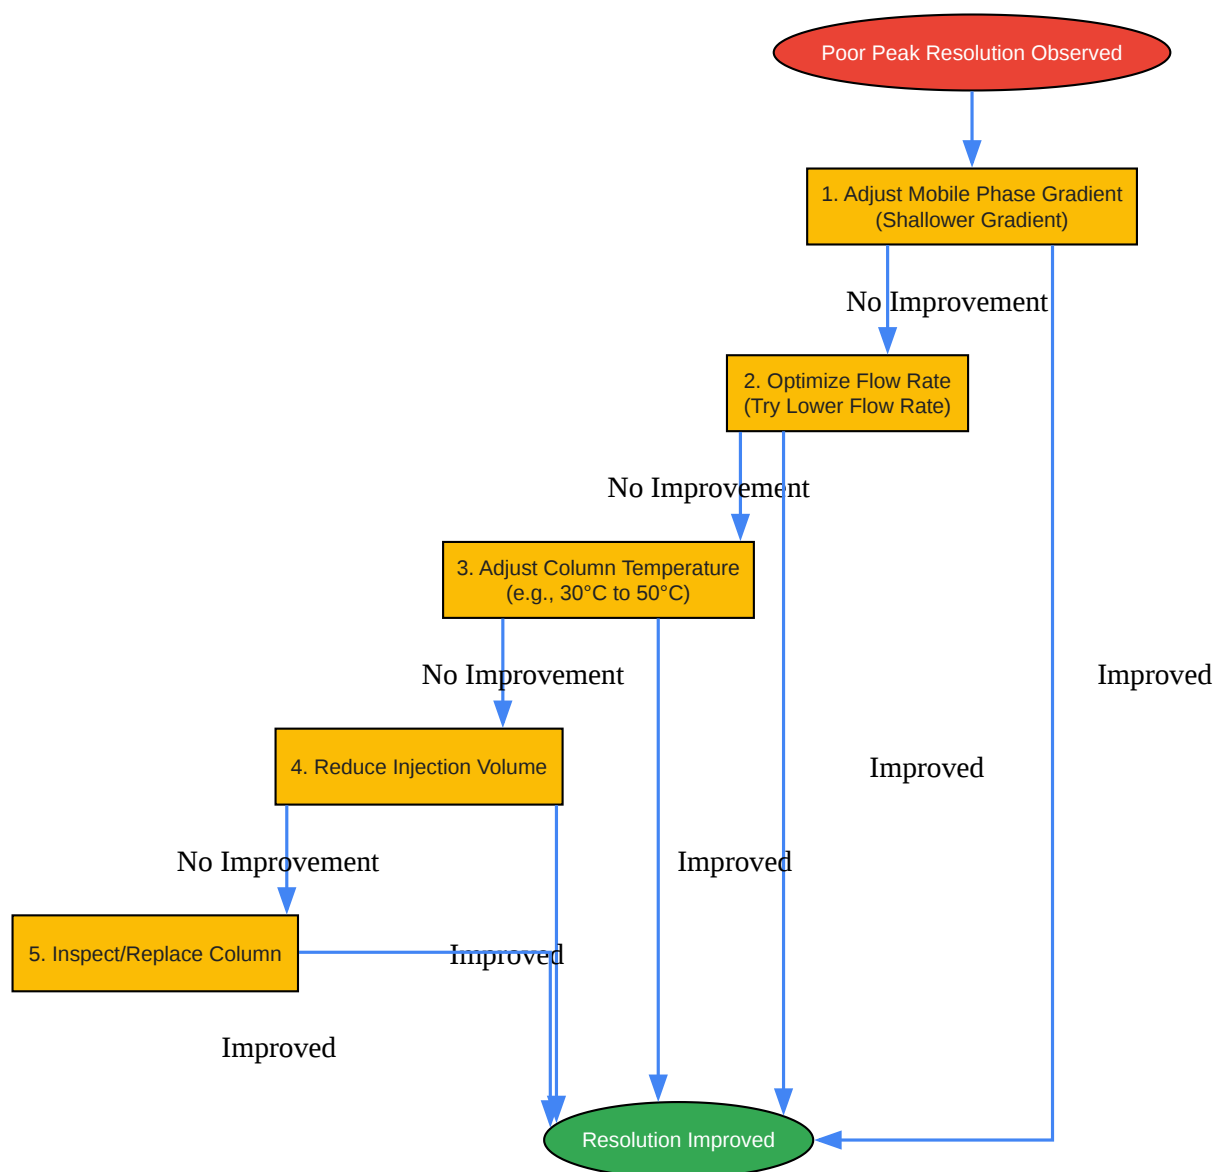 Poor Peak Resolution Observed
1. Adjust Mobile Phase Gradient
(Shallower Gradient)
No Improvement
2. Optimize Flow Rate
(Try Lower Flow Rate)
No Improvement
3. Adjust Column Temperature
(e.g., 30°C to 50°C)
No Improvement
Improved
4. Reduce Injection Volume
Improved
No Improvement
Improved
5. Inspect/Replace Column
Improved
Improved
Resolution Improved